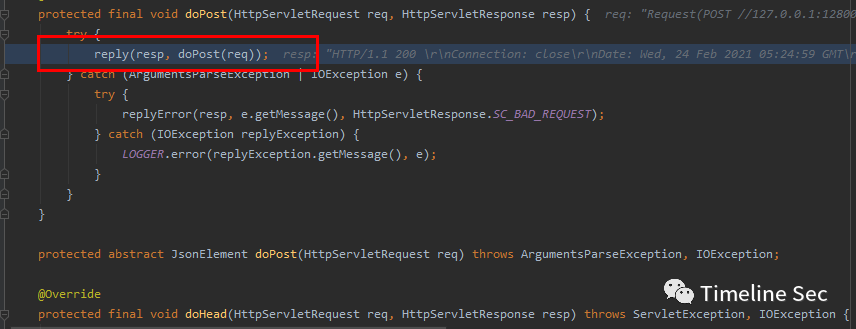 protected final void doPost(HttpServletRequest req, HttpServletResponse resp) {  req: "Request(POST //127.0.0.1:12800
try {
reply(resp, doPost(req));  resp: "HTTP/1.1 200 \r\nConnection: close\r\nDate: Wed, 24 Feb 2021 05:24:59 GMT\r
} catch (ArgumentsParseException | IOException e) {
try {
replyError(resp, e.getMessage(), HttpServletResponse.SC_BAD_REQUEST);
} catch (IOException replyException) {
LOGGER.error(replyException.getMessage(), e);
}
}
}
protected abstract JsonElement doPost(HttpServletRequest req) throws ArgumentsParseException, IOException;
@Override
protected final void doHead(HttpServletRequest req, HttpServletResponse resp) throws ServletException, IOException {
Timeline Sec